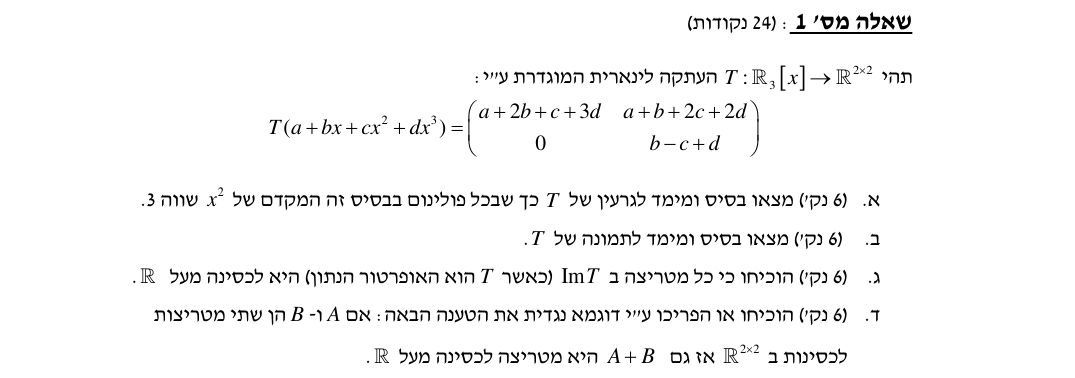 שאלה מס' 1 : (24 נקודות)
תהי T : ℝ₃[x] → ℝ²ˣ² העתקה לינארית המוגדרת ע"י :
T(a + bx + cx² + dx³) = ( a + 2b + c + 3d   a + b + 2c + 2d
0   b − c + d )
א. (6 נק') מצאו בסיס ומימד לגרעין של T כך שבכל פולינום בבסיס זה המקדם של x² שווה 3.
ב. (6 נק') מצאו בסיס ומימד לתמונה של T .
ג. (6 נק') הוכיחו כי כל מטריצה ב Im T (כאשר T הוא האופרטור הנתון) היא לכסינה מעל ℝ .
ד. (6 נק') הוכיחו או הפריכו ע"י דוגמא נגדית את הטענה הבאה : אם A ו- B הן שתי מטריצות
לכסינות ב ℝ²ˣ² אז גם A + B היא מטריצה לכסינה מעל ℝ .